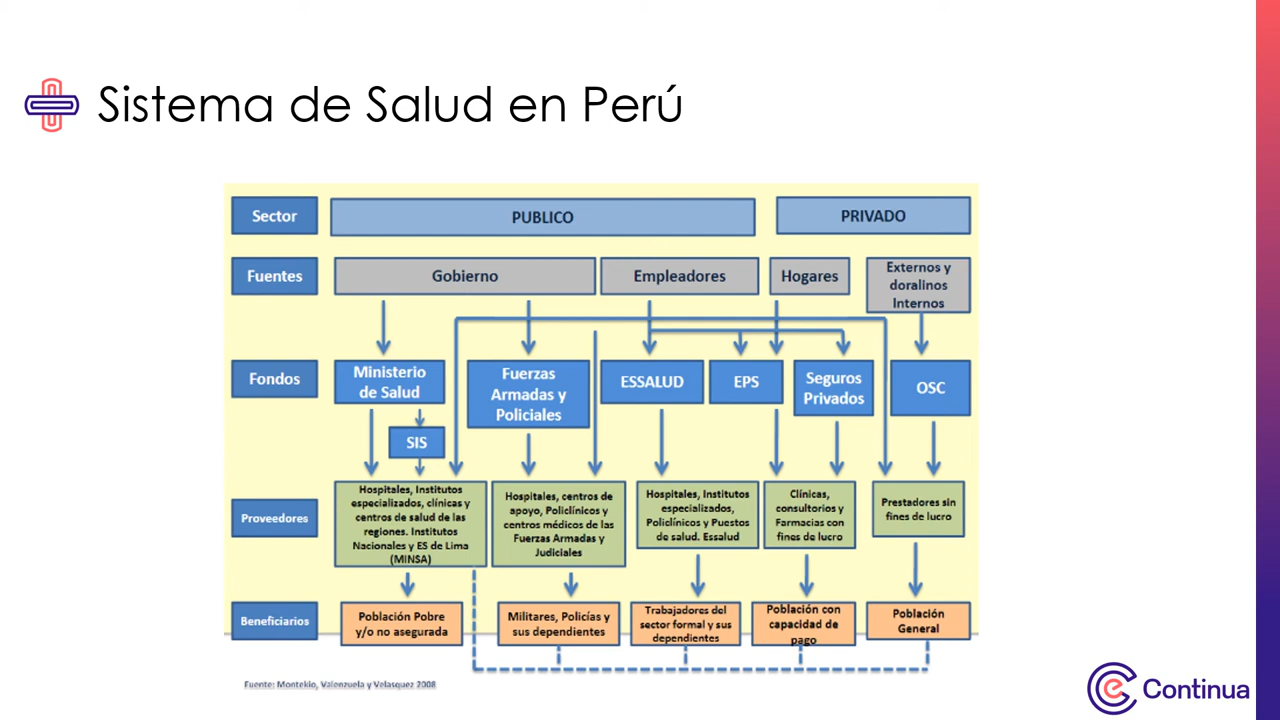 Sistema de Salud en Perú
Sector
PUBLICO
PRIVADO
Fuentes
Gobierno
Empleadores
Hogares
Externos y
doralinos
Internos
Fondos
Ministerio
de Salud
Fuerzas
Armadas y
Policiales
ESSALUD
EPS
Seguros
Privados
OSC
SIS
Proveedores
Hospitales, Institutos
especializados, clínicas y
centros de salud de las
regiones. Institutos
Nacionales y ES de Lima
(MINSA)
Hospitales, centros de
apoyo, Policlínicos y
centros médicos de las
Fuerzas Armadas y
Judiciales
Hospitales, Institutos
especializados,
Policlínicos y Puestos
de salud. Essalud
Clínicas,
consultorios y
Farmacias con
fines de lucro
Prestadores sin
fines de lucro
Beneficiarios
Población Pobre
y/o no asegurada
Militares, Policías y
sus dependientes
Trabajadores del
sector formal y sus
dependientes
Población con
capacidad de
pago
Población
General
Fuente: Montekio, Valenzuela y Velasquez 2008
Continua